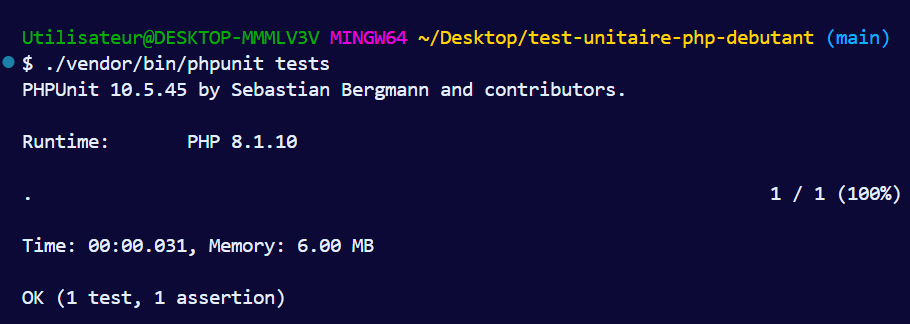 Utilisateur@DESKTOP-MMMLV3V MINGW64 ~/Desktop/test-unitaire-php-debutant (main)
$ ./vendor/bin/phpunit tests
PHPUnit 10.5.45 by Sebastian Bergmann and contributors.
Runtime:       PHP 8.1.10
.                                                                   1 / 1 (100%)
Time: 00:00.031, Memory: 6.00 MB
OK (1 test, 1 assertion)